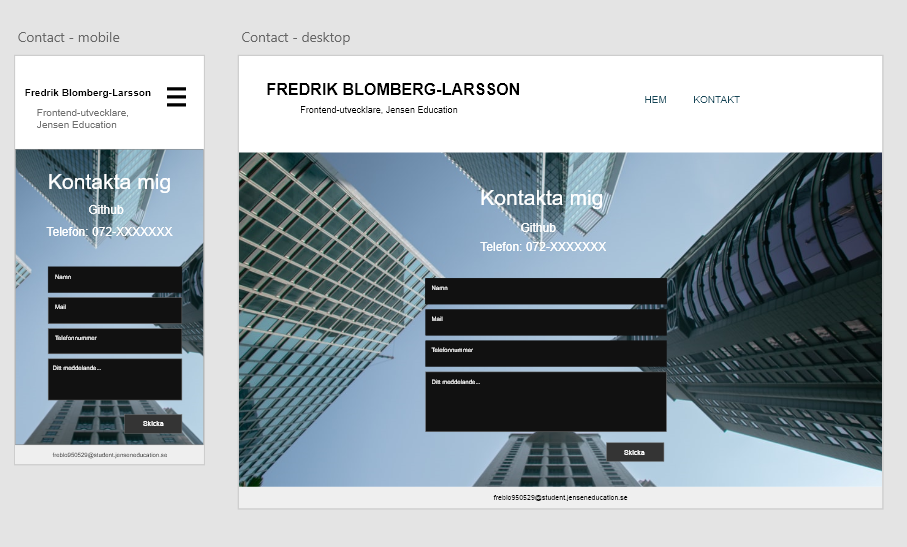 Contact - mobile
Fredrik Blomberg-Larsson
Frontend-utvecklare,
Jensen Education
Kontakta mig
Github
Telefon: 072-XXXXXXX
Namn
Mail
Telefonnummer
Ditt meddelande...
Skicka
freblo950529@student.jenseneducation.se
Contact - desktop
FREDRIK BLOMBERG-LARSSON
Frontend-utvecklare, Jensen Education
HEM
KONTAKT
Kontakta mig
Github
Telefon: 072-XXXXXXX
Namn
Mail
Telefonnummer
Ditt meddelande...
Skicka
freblo950529@student.jenseneducation.se